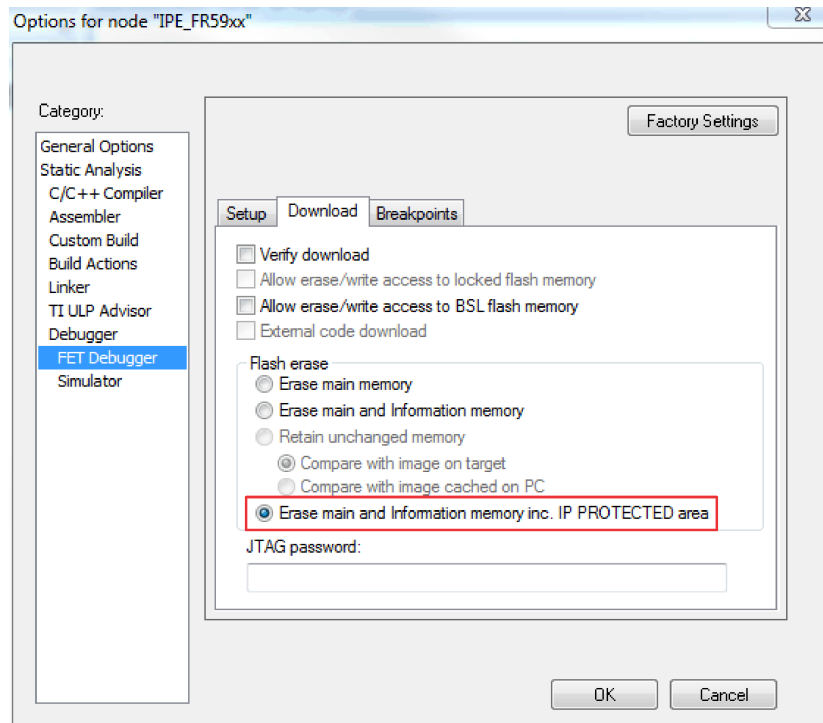 Options for node "IPE_FR59xx"
Category:
Factory Settings
General Options
Static Analysis
C/C++ Compiler
Assembler
Custom Build
Build Actions
Linker
TI ULP Advisor
Debugger
FET Debugger
Simulator
Setup Download Breakpoints
Verify download
Allow erase/write access to locked flash memory
Allow erase/write access to BSL flash memory
External code download
Flash erase
Erase main memory
Erase main and Information memory
Retain unchanged memory
Compare with image on target
Compare with image cached on PC
Erase main and Information memory inc. IP PROTECTED area
JTAG password:
OK Cancel